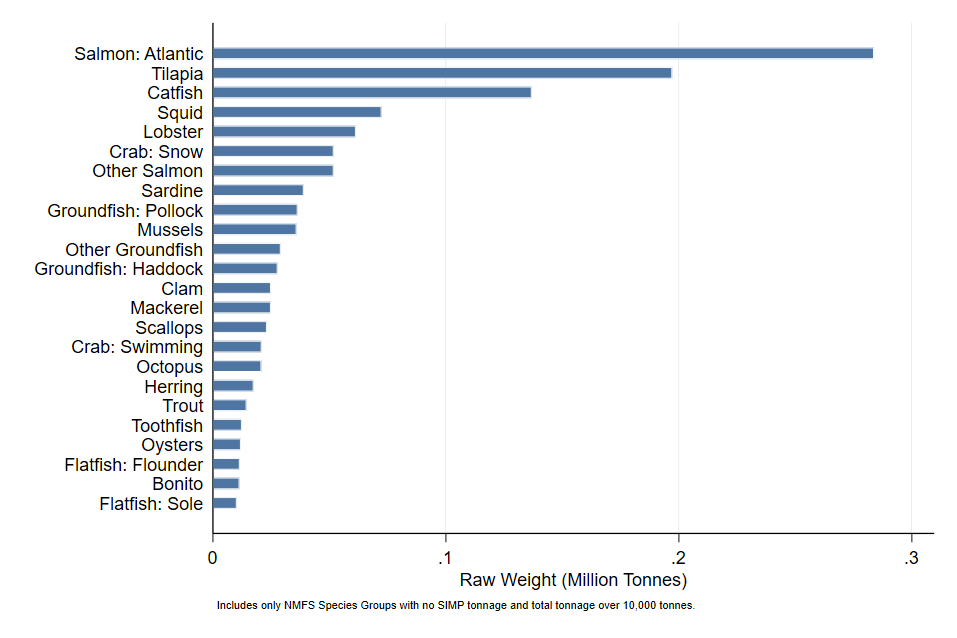 Salmon: Atlantic
Tilapia
Catfish
Squid
Lobster
Crab: Snow
Other Salmon
Sardine
Groundfish: Pollock
Mussels
Other Groundfish
Groundfish: Haddock
Clam
Mackerel
Scallops
Crab: Swimming
Octopus
Herring
Trout
Toothfish
Oysters
Flatfish: Flounder
Bonito
Flatfish: Sole
0 .1 .2 .3
Raw Weight (Million Tonnes)
Includes only NMFS Species Groups with no SIMP tonnage and total tonnage over 10,000 tonnes.